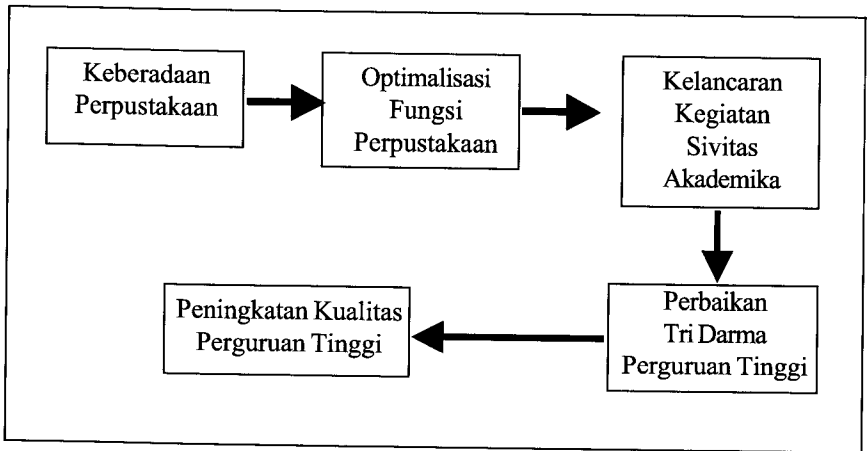 Keberadaan
Perpustakaan
Optimalisasi
Fungsi
Perpustakaan
Kelancaran
Kegiatan
Sivitas
Akademika
Perbaikan
Tri Darma
Perguruan Tinggi
Peningkatan Kualitas
Perguruan Tinggi